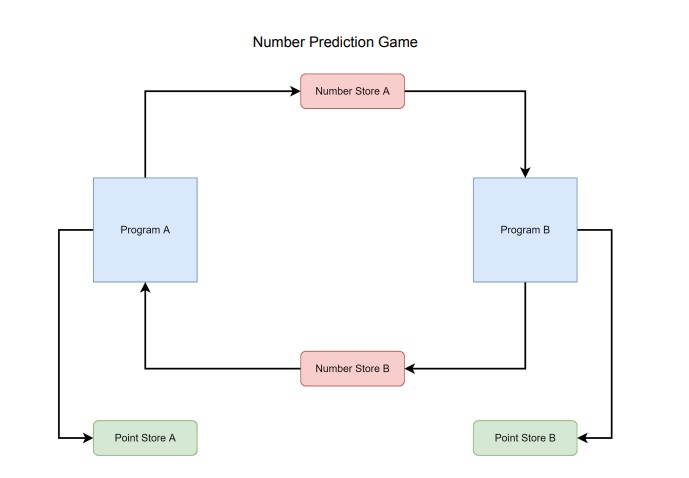 Number Prediction Game
Number Store A
Program A
Program B
Number Store B
Point Store A
Point Store B